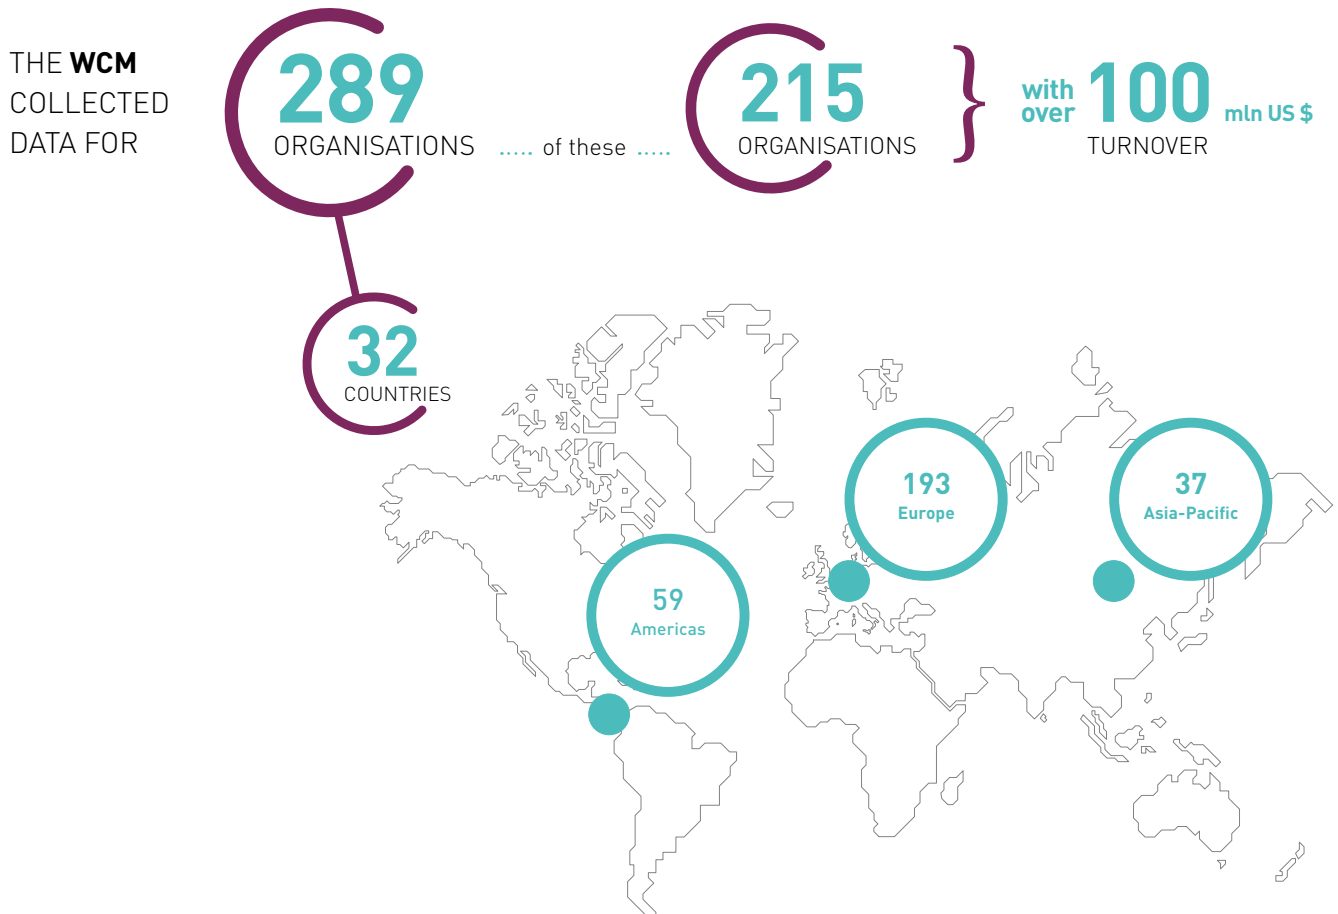 THE WCM
COLLECTED
DATA FOR
289
ORGANISATIONS
..... of these .....
215
ORGANISATIONS
}
with
over
100
mln US $
TURNOVER
32
COUNTRIES
193
Europe
37
Asia-Pacific
59
Americas